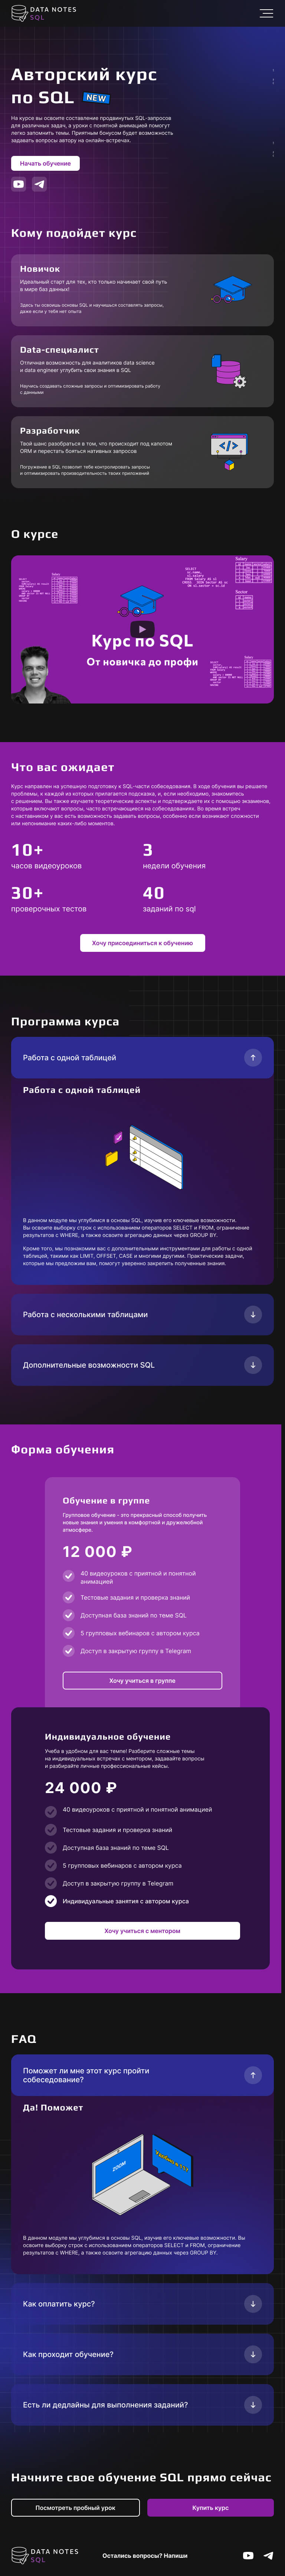 DATA NOTES
SQL
Авторский курс
по SQL NEW
На курсе вы освоите составление продвинутых SQL-запросов
для различных задач, а уроки с понятной анимацией помогут
легко запомнить темы. Приятным бонусом будет возможность
задавать вопросы автору на онлайн-встречах.
Начать обучение
Кому подойдет курс
Новичок
Идеальный старт для тех, кто только начинает свой путь
в мире баз данных!
Здесь ты освоишь основы SQL и научишься составлять запросы,
даже если у тебя нет опыта
Data-специалист
Отличная возможность для аналитиков data science
и data engineer углубить свои знания в SQL
Научись создавать сложные запросы и оптимизировать работу
с данными
Разработчик
Твой шанс разобраться в том, что происходит под капотом
ORM и перестать бояться нативных запросов
Погружение в SQL позволит тебе контролировать запросы
и оптимизировать производительность твоих приложений
О курсе
Salary
Salary
Sector
Salary
Курс по SQL
От новичка до профи
Что вас ожидает
Курс направлен на успешную подготовку к SQL-части собеседования. В ходе обучения вы решаете
проблемы, к каждой из которых прилагается подсказка, и, если необходимо, знакомитесь
с решением. Вы также изучаете теоретические аспекты и подтверждаете их с помощью экзаменов,
которые включают вопросы, часто встречающиеся на собеседованиях. Во время встреч
с наставником у вас есть возможность задавать вопросы, особенно если возникают сложности
или непонимание каких-либо моментов.
10+
часов видеоуроков
3
недели обучения
30+
проверочных тестов
40
заданий по sql
Хочу присоединиться к обучению
Программа курса
Работа с одной таблицей
Работа с одной таблицей
В данном модуле мы углубимся в основы SQL, изучив его ключевые возможности.
Вы освоите выборку строк с использованием операторов SELECT и FROM, ограничение
результатов с WHERE, а также освоите агрегацию данных через GROUP BY.
Кроме того, мы познакомим вас с дополнительными инструментами для работы с одной
таблицей, такими как LIMIT, OFFSET, CASE и многими другими. Практические задачи,
которые мы предложим вам, помогут уверенно закрепить полученные знания.
Работа с несколькими таблицами
Дополнительные возможности SQL
Форма обучения
Обучение в группе
Групповое обучение - это прекрасный способ получить
новые знания и умения в комфортной и дружелюбной
атмосфере.
12 000 ₽
40 видеоуроков с приятной и понятной
анимацией
Тестовые задания и проверка знаний
Доступная база знаний по теме SQL
5 групповых вебинаров с автором курса
Доступ в закрытую группу в Telegram
Хочу учиться в группе
Индивидуальное обучение
Учеба в удобном для вас темпе! Разберите сложные темы
на индивидуальных встречах с ментором, задавайте вопросы
и разбирайте личные профессиональные кейсы.
24 000 ₽
40 видеоуроков с приятной и понятной анимацией
Тестовые задания и проверка знаний
Доступная база знаний по теме SQL
5 групповых вебинаров с автором курса
Доступ в закрытую группу в Telegram
Индивидуальные занятия с автором курса
Хочу учиться с ментором
FAQ
Поможет ли мне этот курс пройти
собеседование?
Да! Поможет
ZOOM
В данном модуле мы углубимся в основы SQL, изучив его ключевые возможности. Вы
освоите выборку строк с использованием операторов SELECT и FROM, ограничение
результатов с WHERE, а также освоите агрегацию данных через GROUP BY.
Как оплатить курс?
Как проходит обучение?
Есть ли дедлайны для выполнения заданий?
Начните свое обучение SQL прямо сейчас
Посмотреть пробный урок
Купить курс
DATA NOTES
SQL
Остались вопросы? Напиши